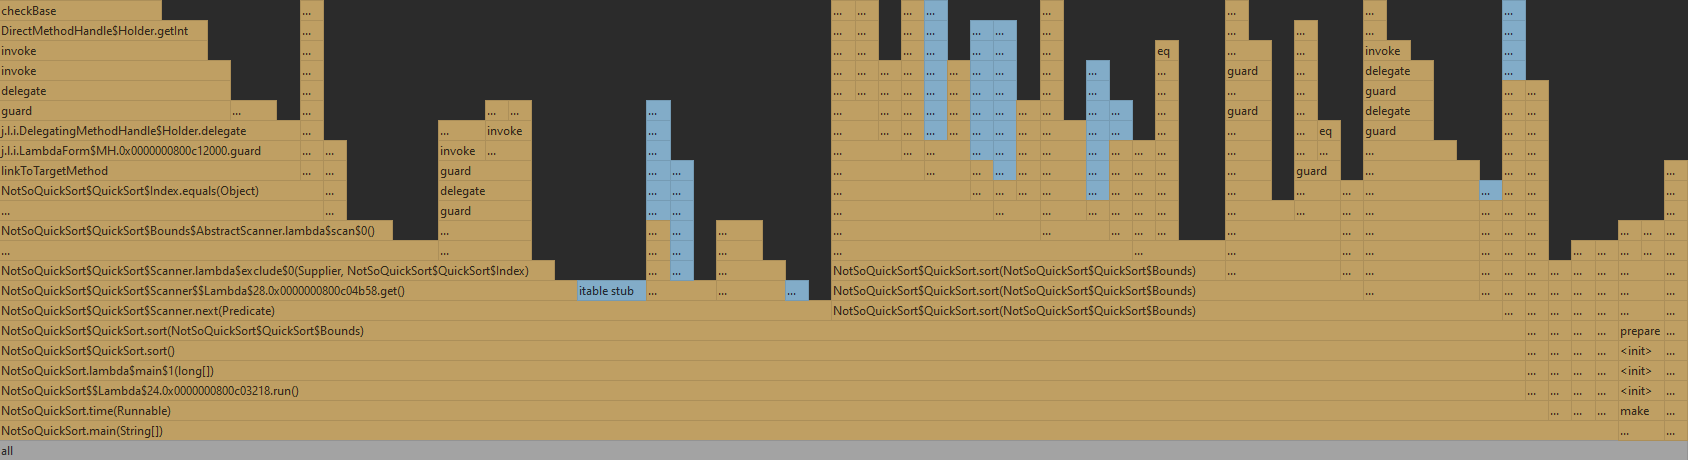 checkBase
DirectMethodHandle$Holder.getInt
invoke eq invoke
invoke guard delegate
delegate guard
guard guard delegate
j.l.i.DelegatingMethodHandle$Holder.delegate invoke eq guard
j.l.i.LambdaForm$MH.0x0000000800c12000.guard invoke
linkToTargetMethod guard guard
NotSoQuickSort$QuickSort$Index.equals(Object) delegate
... guard
NotSoQuickSort$QuickSort$Bounds$AbstractScanner.lambda$scan$0()
...
NotSoQuickSort$QuickSort$Scanner.lambda$exclude$0(Supplier, NotSoQuickSort$QuickSort$Index) NotSoQuickSort$QuickSort.sort(NotSoQuickSort$QuickSort$Bounds)
NotSoQuickSort$QuickSort$Scanner$$Lambda$28.0x0000000800c04b58.get() itable stub NotSoQuickSort$QuickSort.sort(NotSoQuickSort$QuickSort$Bounds)
NotSoQuickSort$QuickSort$Scanner.next(Predicate) NotSoQuickSort$QuickSort.sort(NotSoQuickSort$QuickSort$Bounds)
NotSoQuickSort$QuickSort.sort(NotSoQuickSort$QuickSort$Bounds) prepare
NotSoQuickSort$QuickSort.sort() <init>
NotSoQuickSort.lambda$main$1(long[]) <init>
NotSoQuickSort$$Lambda$24.0x0000000800c03218.run() <init>
NotSoQuickSort.time(Runnable) make
NotSoQuickSort.main(String[])
all